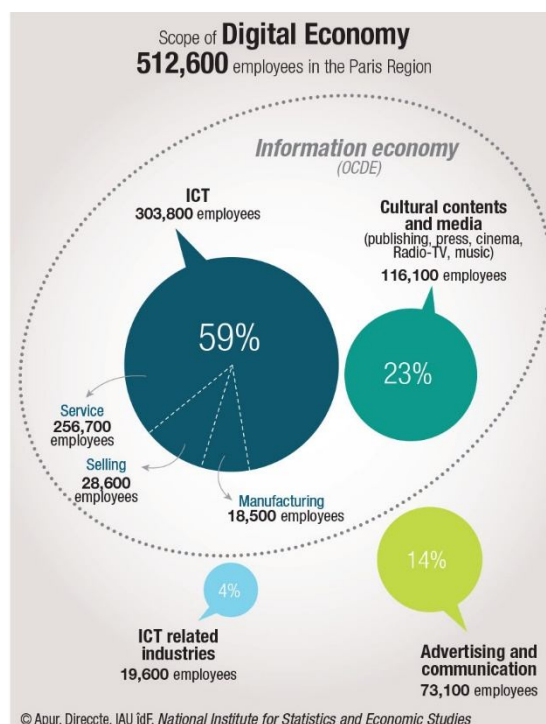 Scope of Digital Economy
512,600 employees in the Paris Region
Information economy
(OCDE)
ICT
303,800 employees
Cultural contents
and media
(publishing, press, cinema,
Radio-TV, music)
116,100 employees
59%
23%
Service
256,700
employees
Selling
28,600
employees
Manufacturing
18,500 employees
4%
ICT related
industries
19,600 employees
14%
Advertising and
communication
73,100 employees
© Apur, Direccte, IAU îdF, National Institute for Statistics and Economic Studies